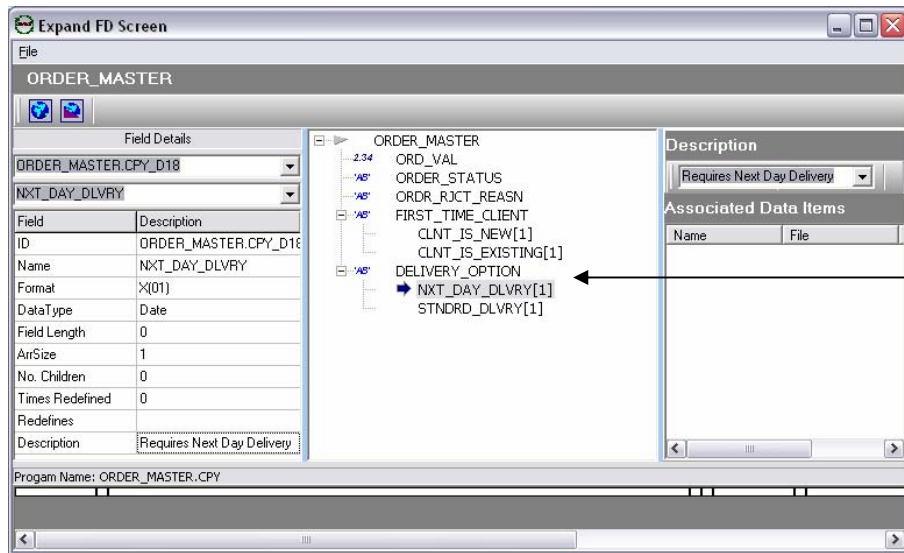 Expand FD Screen
File
ORDER_MASTER
Field Details
ORDER_MASTER.CPY_D18
NXT_DAY_DLVRY
Field Description
ID ORDER_MASTER.CPY_D18
Name NXT_DAY_DLVRY
Format X(01)
DataType Date
Field Length 0
ArrSize 1
No. Children 0
Times Redefined 0
Redefines
Description Requires Next Day Delivery
ORDER_MASTER
2.34 ORD_VAL
"AB" ORDER_STATUS
"AB" ORDR_RJCT_REASN
"AB" FIRST_TIME_CLIENT
CLNT_IS_NEW[1]
CLNT_IS_EXISTING[1]
"AB" DELIVERY_OPTION
NXT_DAY_DLVRY[1]
STNDRD_DLVRY[1]
Description
Requires Next Day Delivery
Associated Data Items
Name File
Progam Name: ORDER_MASTER.CPY